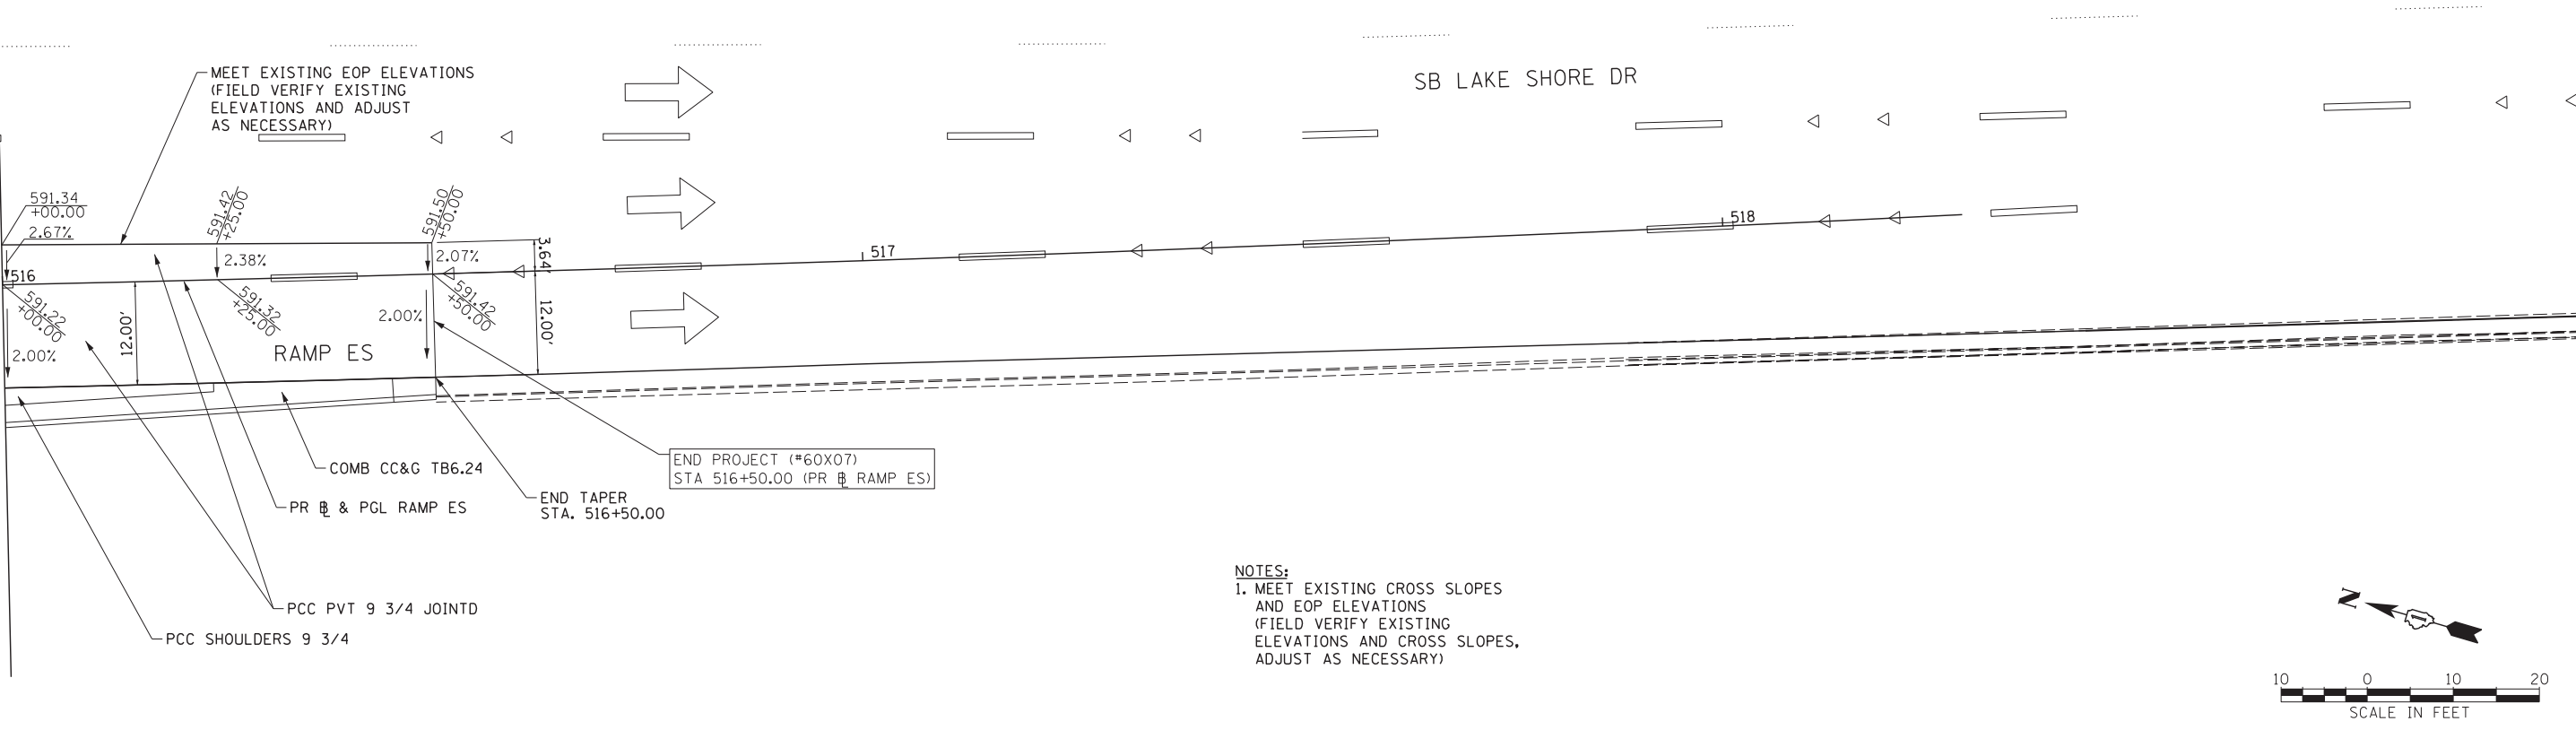 MEET EXISTING EOP ELEVATIONS
(FIELD VERIFY EXISTING
ELEVATIONS AND ADJUST
AS NECESSARY)
SB LAKE SHORE DR
591.34
+00.00
2.67%
591.42
+25.00
591.50
+50.00
2.38%
2.07%
3.64'
516
517
518
591.22
+00.00
591.32
+25.00
591.42
+50.00
2.00%
12.00'
2.00%
12.00'
RAMP ES
COMB CC&G TB6.24
PR BL & PGL RAMP ES
END PROJECT (#60X07)
STA 516+50.00 (PR BL RAMP ES)
END TAPER
STA. 516+50.00
PCC PVT 9 3/4 JOINTD
PCC SHOULDERS 9 3/4
NOTES:
1. MEET EXISTING CROSS SLOPES
AND EOP ELEVATIONS
(FIELD VERIFY EXISTING
ELEVATIONS AND CROSS SLOPES,
ADJUST AS NECESSARY)
N
10 0 10 20
SCALE IN FEET